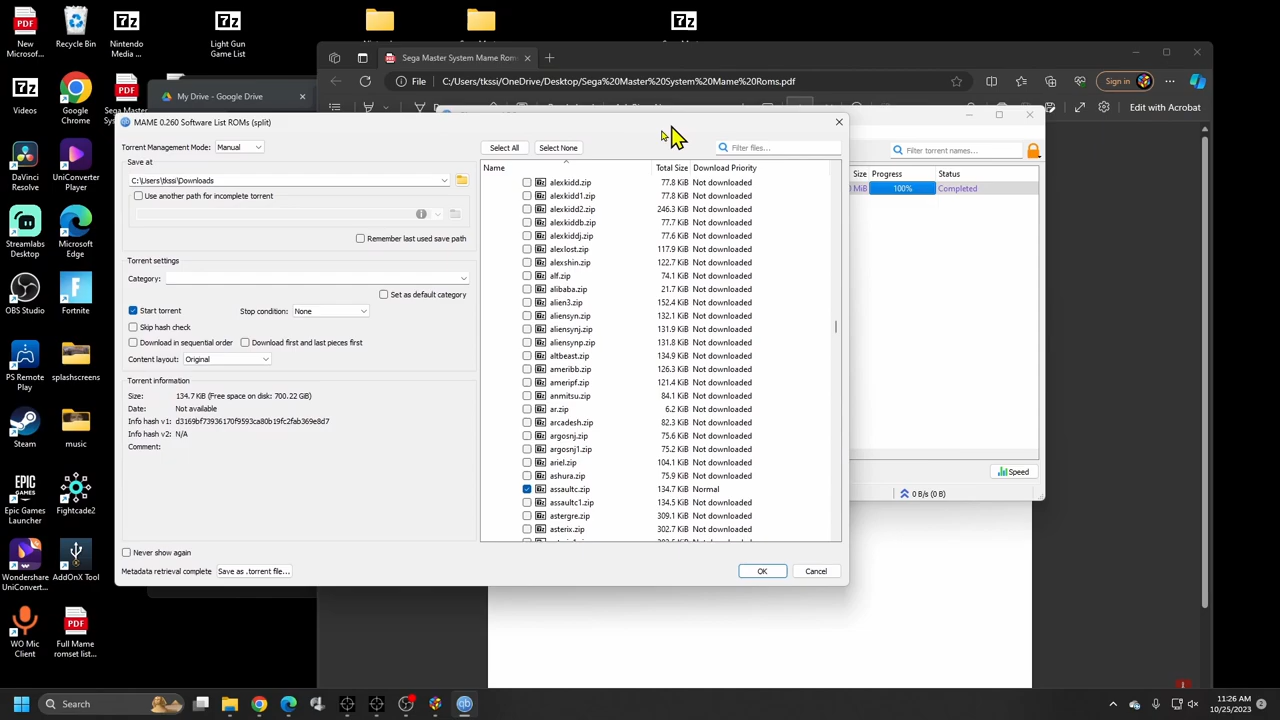 New
Microsof...
Recycle Bin
Nintendo
Media ...
Light Gun
Game List
Videos
Google
Chrome
Sega Master
DaVinci
Resolve
UniConverter
Player
Streamlabs
Desktop
Microsoft
Edge
OBS Studio
Fortnite
PS Remote
Play
splashscreens
Steam
music
Epic Games
Launcher
Fightcade2
Wondershare
UniConvert...
AddOnX Tool
WO Mic
Client
Full Mame
romset list...
My Drive - Google Drive
Sega Master System Mame Rom
File
C:/Users/tkssi/OneDrive/Desktop/Sega%20Master%20System%20Mame%20Roms.pdf
Sign in
Edit with Acrobat
Filter torrent names...
Size
Progress
Status
MiB
100%
Completed
Speed
0 B/s (0 B)
MAME 0.260 Software List ROMs (split)
Torrent Management Mode:
Manual
Save at
C:\Users\tkssi\Downloads
Use another path for incomplete torrent
Remember last used save path
Torrent settings
Category:
Set as default category
Start torrent
Stop condition:
None
Skip hash check
Download in sequential order
Download first and last pieces first
Content layout:
Original
Torrent information
Size: 134.7 KiB (Free space on disk: 700.22 GiB)
Date: Not available
Info hash v1: d3169bf73936170f9593ca80b19fc2fab369e8d7
Info hash v2: N/A
Comment:
Never show again
Metadata retrieval complete
Save as .torrent file...
Select All
Select None
Filter files...
Name Total Size Download Priority
alexkidd.zip 77.8 KiB Not downloaded
alexkidd1.zip 77.8 KiB Not downloaded
alexkidd2.zip 246.3 KiB Not downloaded
alexkiddb.zip 77.7 KiB Not downloaded
alexkiddj.zip 77.6 KiB Not downloaded
alexlost.zip 117.9 KiB Not downloaded
alexshin.zip 122.7 KiB Not downloaded
alf.zip 74.1 KiB Not downloaded
alibaba.zip 21.7 KiB Not downloaded
alien3.zip 152.4 KiB Not downloaded
aliensyn.zip 132.1 KiB Not downloaded
aliensynj.zip 131.9 KiB Not downloaded
aliensynp.zip 131.8 KiB Not downloaded
altbeast.zip 134.9 KiB Not downloaded
ameribb.zip 126.3 KiB Not downloaded
ameripf.zip 121.4 KiB Not downloaded
anmitsu.zip 84.1 KiB Not downloaded
ar.zip 6.2 KiB Not downloaded
arcadesh.zip 82.3 KiB Not downloaded
argosnj.zip 75.6 KiB Not downloaded
argosnj1.zip 75.2 KiB Not downloaded
ariel.zip 104.1 KiB Not downloaded
ashura.zip 75.9 KiB Not downloaded
assaultc.zip 134.7 KiB Normal
assaultc1.zip 134.5 KiB Not downloaded
astergre.zip 309.1 KiB Not downloaded
asterix.zip 302.7 KiB Not downloaded
OK
Cancel
Search
11:26 AM
10/25/2023